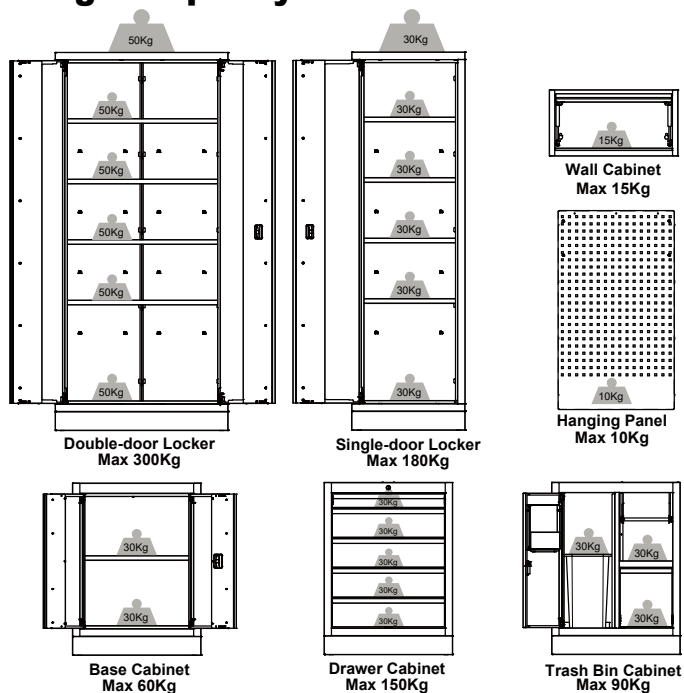 50Kg
30Kg
50Kg
30Kg
50Kg
30Kg
15Kg
Wall Cabinet
Max 15Kg
50Kg
30Kg
50Kg
30Kg
50Kg
30Kg
10Kg
Hanging Panel
Max 10Kg
Double-door Locker
Max 300Kg
Single-door Locker
Max 180Kg
30Kg
30Kg
30Kg
30Kg
30Kg
30Kg
30Kg
30Kg
30Kg
30Kg
Base Cabinet
Max 60Kg
Drawer Cabinet
Max 150Kg
Trash Bin Cabinet
Max 90Kg